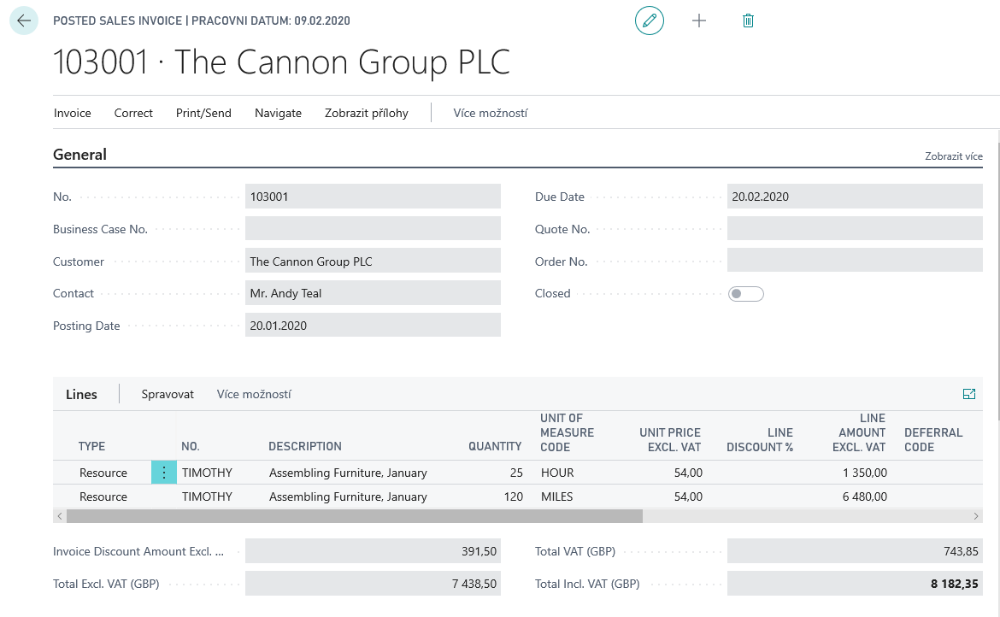 POSTED SALES INVOICE | PRACOVNI DATUM: 09.02.2020
103001 · The Cannon Group PLC
Invoice Correct Print/Send Navigate Zobrazit přílohy Více možností
General Zobrazit více
No. 103001 Due Date 20.02.2020
Business Case No. Quote No.
Customer The Cannon Group PLC Order No.
Contact Mr. Andy Teal Closed
Posting Date 20.01.2020
Lines Spravovat Více možností
TYPE NO. DESCRIPTION QUANTITY UNIT OF MEASURE CODE UNIT PRICE EXCL. VAT LINE DISCOUNT % LINE AMOUNT EXCL. VAT DEFERRAL CODE
Resource TIMOTHY Assembling Furniture, January 25 HOUR 54,00 1 350,00
Resource TIMOTHY Assembling Furniture, January 120 MILES 54,00 6 480,00
Invoice Discount Amount Excl. ... 391,50 Total VAT (GBP) 743,85
Total Excl. VAT (GBP) 7 438,50 Total Incl. VAT (GBP) 8 182,35